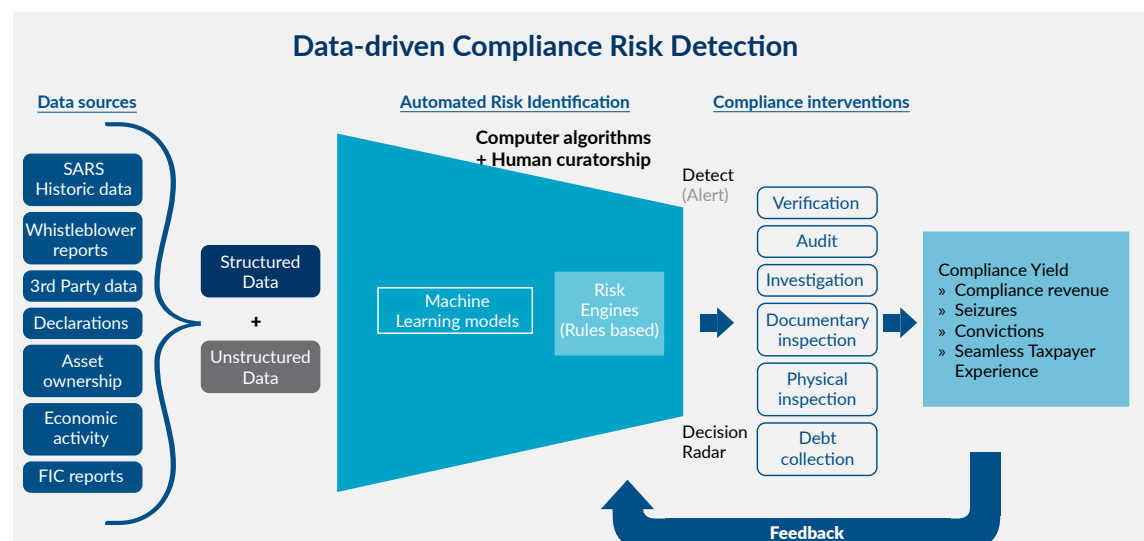 Data-driven Compliance Risk Detection
Data sources
SARS
Historic data
Whistleblower
reports
3rd Party data
Declarations
Asset
ownership
Economic
activity
FIC reports
Structured
Data
+
Unstructured
Data
Automated Risk Identification
Computer algorithms
+ Human curatorship
Machine
Learning models
Risk
Engines
(Rules based)
Detect
(Alert)
Decision
Radar
Compliance interventions
Verification
Audit
Investigation
Documentary
inspection
Physical
inspection
Debt
collection
Compliance Yield
» Compliance revenue
» Seizures
» Convictions
» Seamless Taxpayer
Experience
Feedback